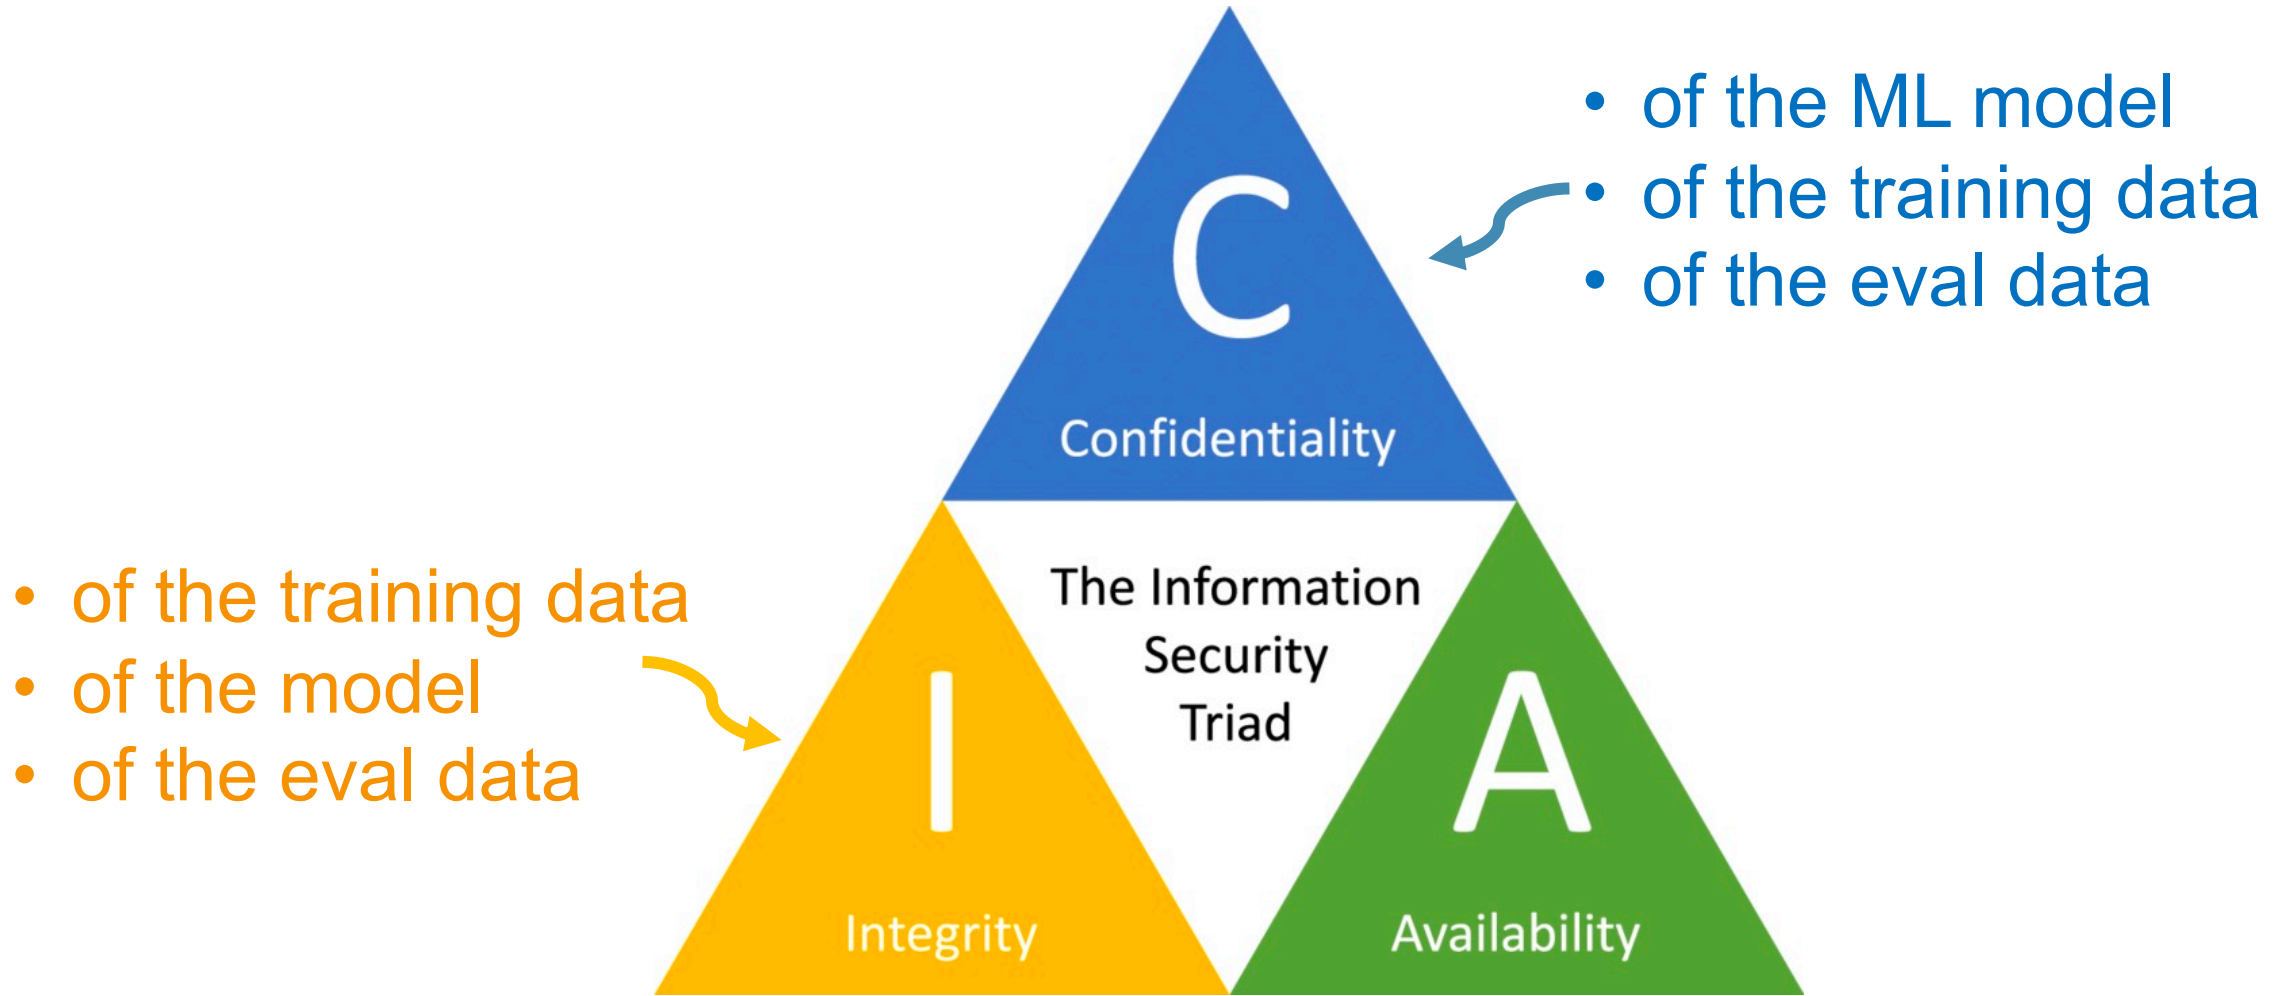 • of the ML model
• of the training data
• of the eval data
C
Confidentiality
The Information
Security
Triad
• of the training data
• of the model
• of the eval data
I
Integrity
A
Availability